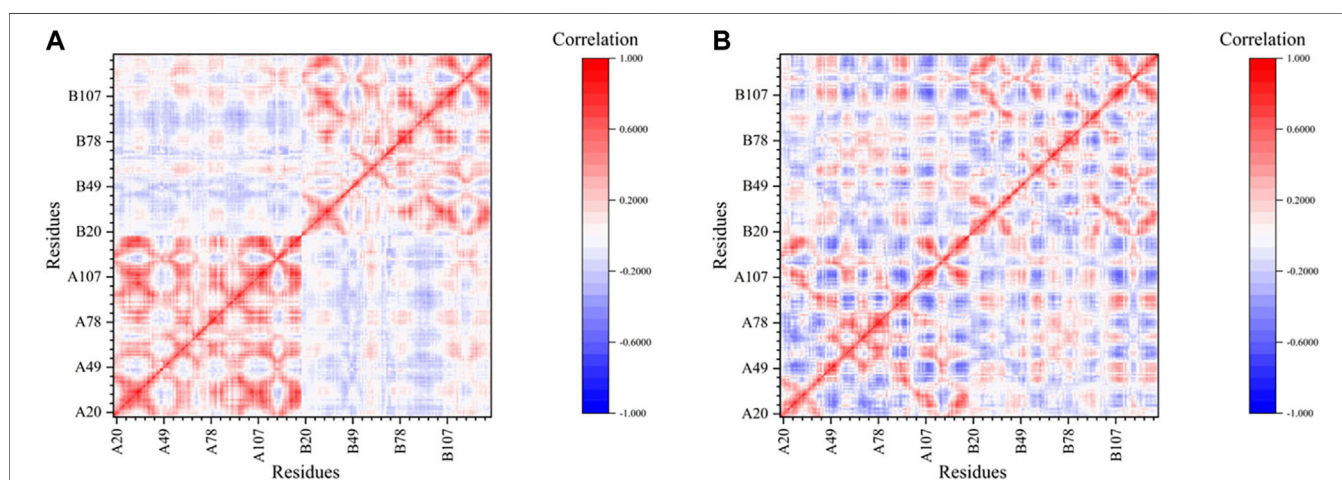 A
Correlation
1.000
0.6000
0.2000
-0.2000
-0.6000
-1.000
Residues
B107
B78
B49
B20
A107
A78
A49
A20
A20
A49
A78
A107
B20
B49
B78
B107
Residues
B
Correlation
1.000
0.6000
0.2000
-0.2000
-0.6000
-1.000
Residues
B107
B78
B49
B20
A107
A78
A49
A20
A20
A49
A78
A107
B20
B49
B78
B107
Residues